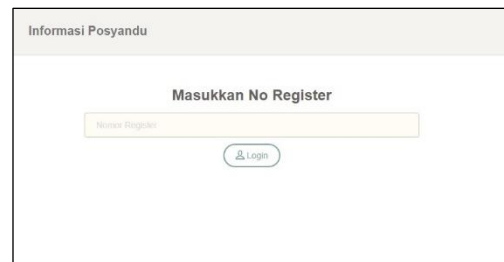 Informasi Posyandu
Masukkan No Register
Nomor Register
Login